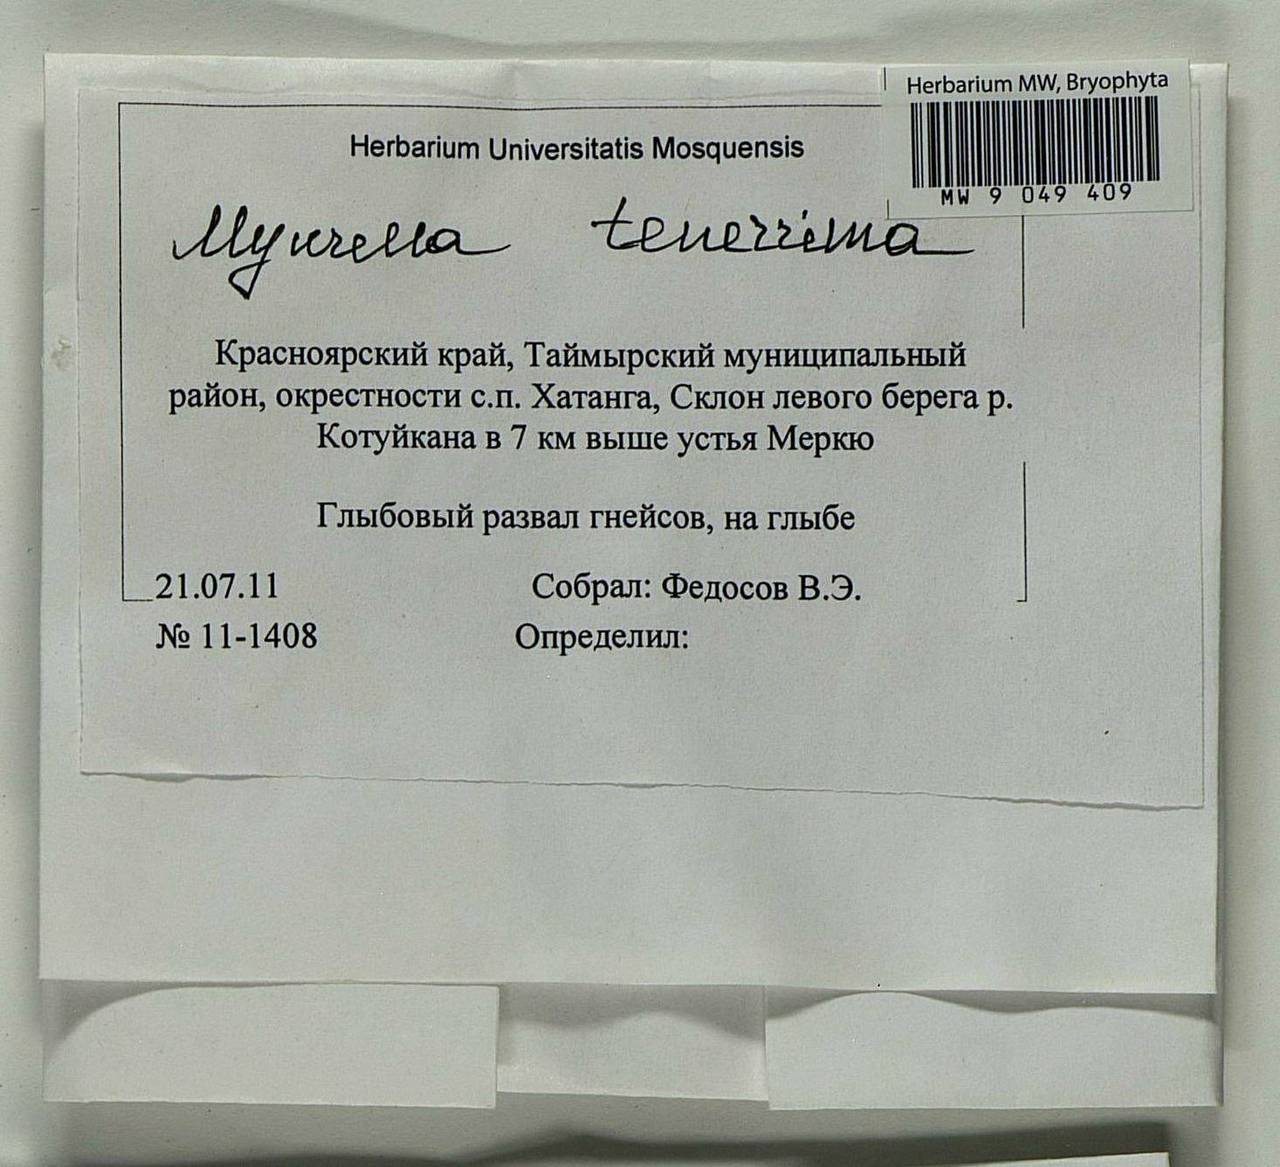 Herbarium MW, Bryophyta
MW 9 049 409
Herbarium Universitatis Mosquensis
Myurella tenerrima
Красноярский край, Таймырский муниципальный
район, окрестности с.п. Хатанга, Склон левого берега р.
Котуйкана в 7 км выше устья Меркю
Глыбовый развал гнейсов, на глыбе
21.07.11 Собрал: Федосов В.Э.
№ 11-1408 Определил: